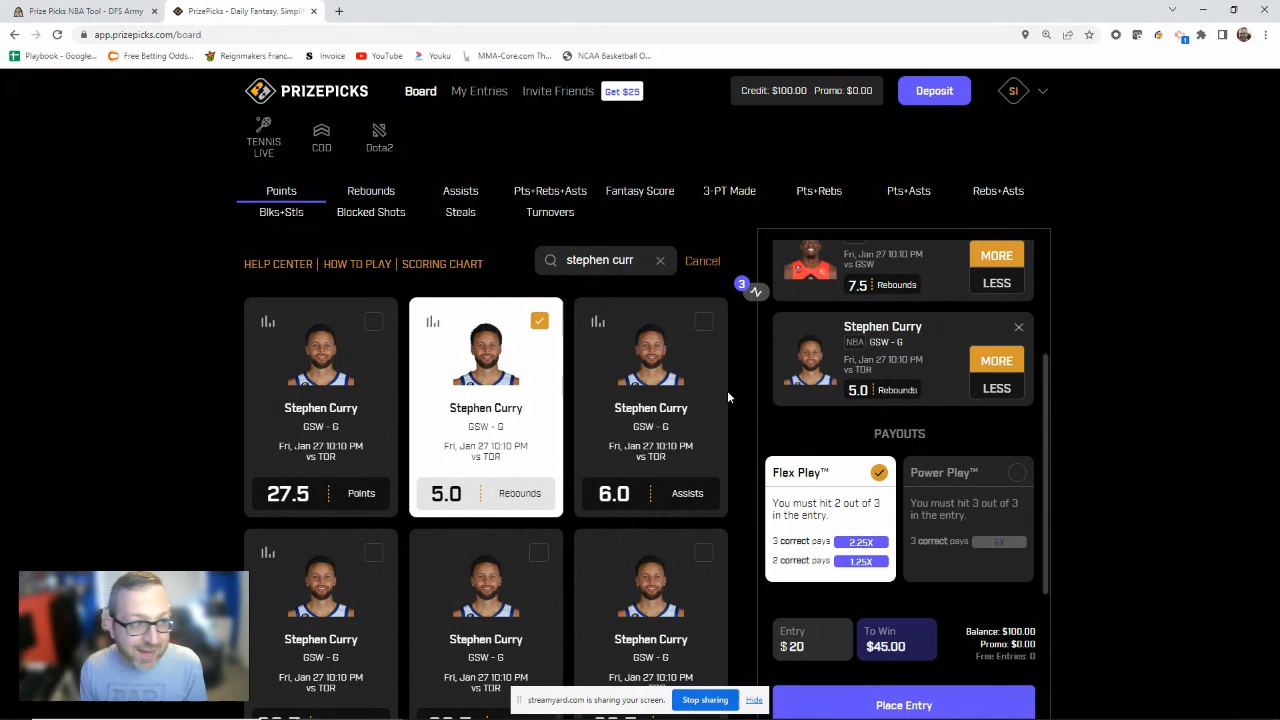 Prize Picks NBA Tool - DFS Army
PrizePicks - Daily Fantasy, Simplifi
app.prizepicks.com/board
Playbook - Google...
Free Betting Odds...
Reignmakers Franc...
Invoice
YouTube
Youku
MMA-Core.com Th...
NCAA Basketball O...
PRIZEPICKS
Board
My Entries
Invite Friends
Get $25
Credit: $100.00 Promo: $0.00
Deposit
SI
TENNIS
LIVE
COD
Dota2
Points
Rebounds
Assists
Pts+Rebs+Asts
Fantasy Score
3-PT Made
Pts+Rebs
Pts+Asts
Rebs+Asts
Blks+Stls
Blocked Shots
Steals
Turnovers
HELP CENTER | HOW TO PLAY | SCORING CHART
stephen curr
Cancel
Stephen Curry
GSW - G
Fri, Jan 27 10:10 PM
vs TOR
27.5
Points
Stephen Curry
GSW - G
Fri, Jan 27 10:10 PM
vs TOR
5.0
Rebounds
Stephen Curry
GSW - G
Fri, Jan 27 10:10 PM
vs TOR
6.0
Assists
Stephen Curry
GSW - G
Fri, Jan 27 10:10 PM
vs TOR
Stephen Curry
GSW - G
Fri, Jan 27 10:10 PM
vs TOR
Stephen Curry
GSW - G
Fri, Jan 27 10:10 PM
vs TOR
3
Fri, Jan 27 10:10 PM
vs GSW
7.5 Rebounds
MORE
LESS
Stephen Curry
NBA GSW - G
Fri, Jan 27 10:10 PM
vs TOR
5.0 Rebounds
MORE
LESS
PAYOUTS
Flex Play™
You must hit 2 out of 3
in the entry.
3 correct pays 2.25X
2 correct pays 1.25X
Power Play™
You must hit 3 out of 3
in the entry.
3 correct pays 5X
Entry
$ 20
To Win
$45.00
Balance: $100.00
Promo: $0.00
Free Entries: 0
Place Entry
streamyard.com is sharing your screen.
Stop sharing
Hide